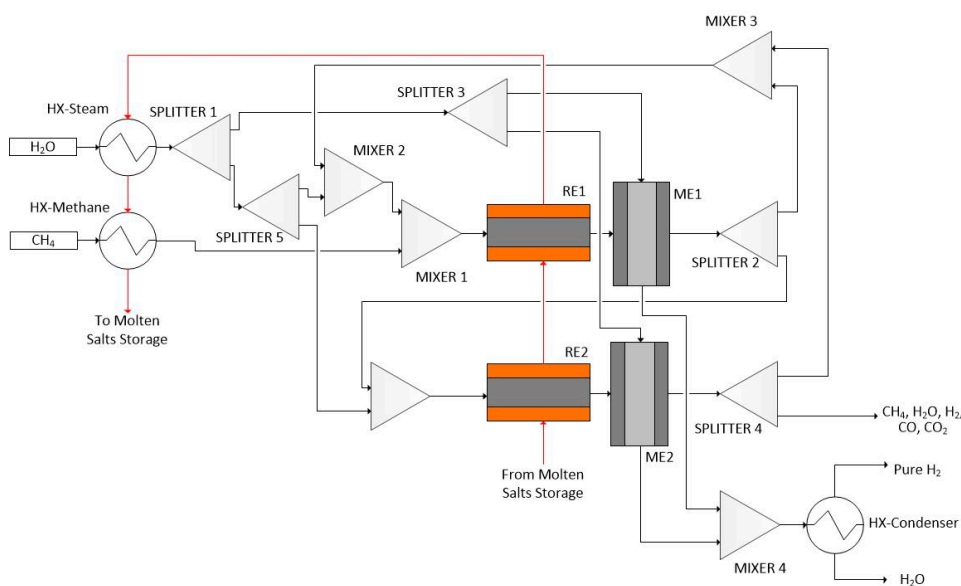 MIXER 3
SPLITTER 3
HX-Steam
SPLITTER 1
H₂O
MIXER 2
RE1
ME1
HX-Methane
CH₄
SPLITTER 5
MIXER 1
SPLITTER 2
To Molten
Salts Storage
RE2
CH₄, H₂O, H₂,
CO, CO₂
SPLITTER 4
ME2
From Molten
Salts Storage
Pure H₂
HX-Condenser
MIXER 4
H₂O